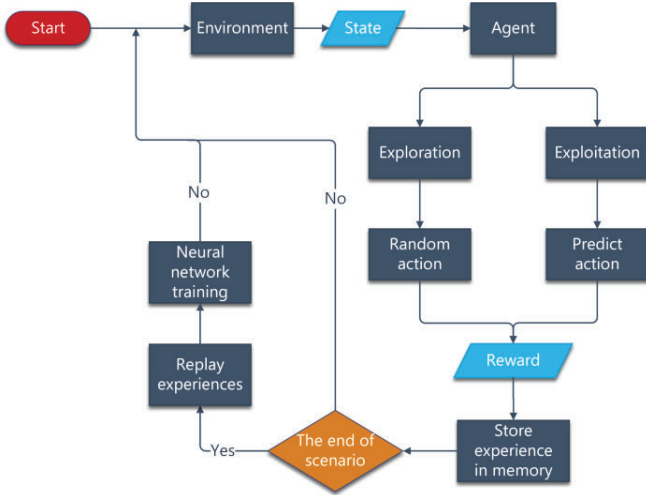 Start
Environment
State
Agent
Exploration
Exploitation
No
No
Neural
network
training
Random
action
Predict
action
Replay
experiences
Reward
The end of
scenario
Yes
Store
experience
in memory